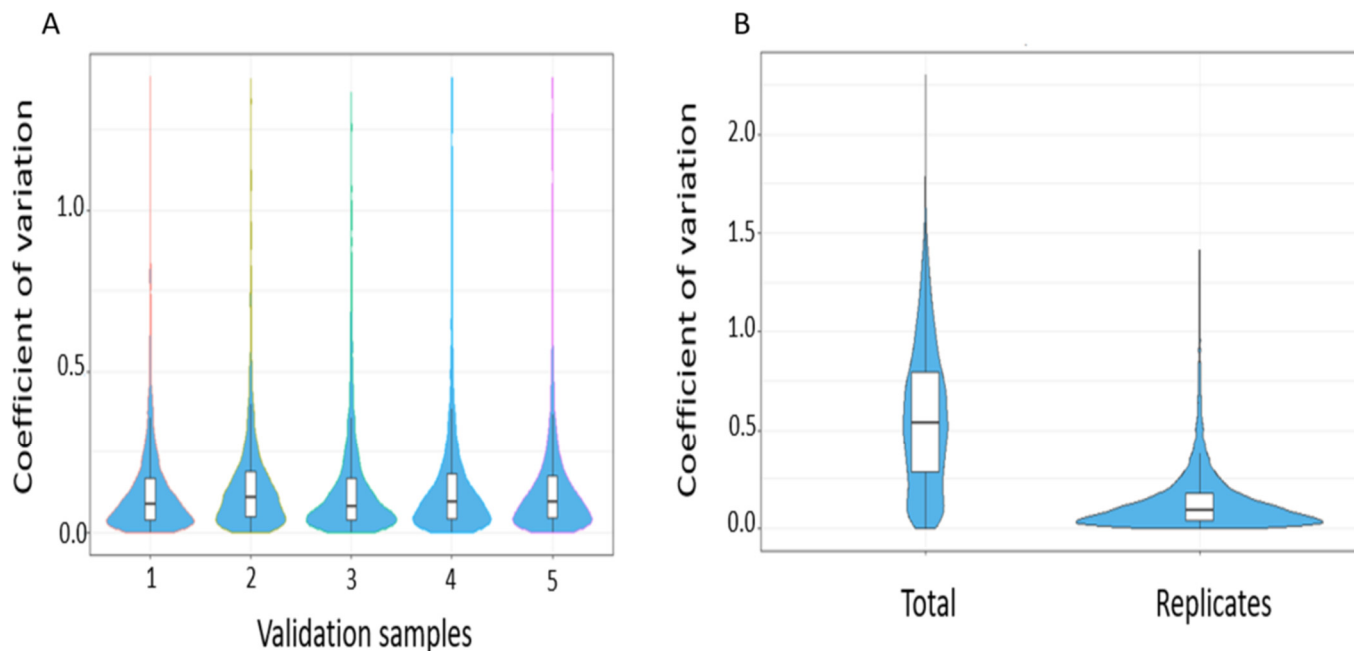 A
Coefficient of variation
1.0
0.5
0.0
1 2 3 4 5
Validation samples
B
Coefficient of variation
2.0
1.5
1.0
0.5
0.0
Total Replicates